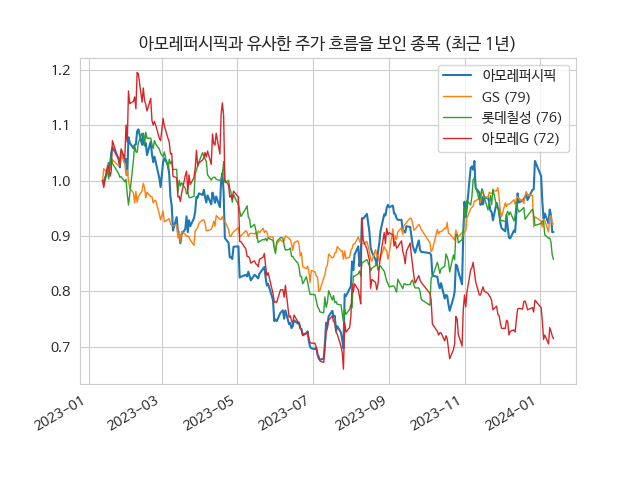 아모레퍼시픽과 유사한 주가 흐름을 보인 종목 (최근 1년)
아모레퍼시픽
GS (79)
롯데칠성 (76)
아모레G (72)
1.2
1.1
1.0
0.9
0.8
0.7
2023-01
2023-03
2023-05
2023-07
2023-09
2023-11
2024-01